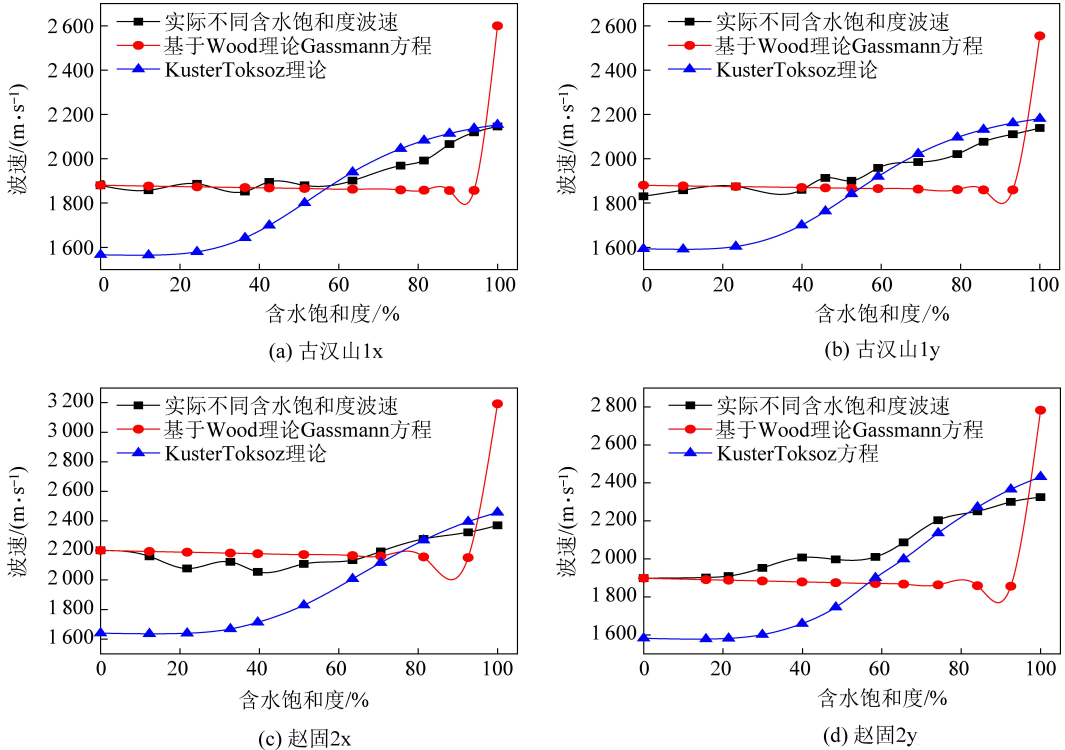 2 600
2 400
2 200
2 000
1 800
1 600
波速/(m·s⁻¹)
实际不同含水饱和度波速
基于Wood理论Gassmann方程
KusterToksoz理论
0 20 40 60 80 100
含水饱和度/%
(a) 古汉山1x
2 600
2 400
2 200
2 000
1 800
1 600
波速/(m·s⁻¹)
实际不同含水饱和度波速
基于Wood理论Gassmann方程
KusterToksoz理论
0 20 40 60 80 100
含水饱和度/%
(b) 古汉山1y
3 200
3 000
2 800
2 600
2 400
2 200
2 000
1 800
1 600
波速/(m·s⁻¹)
实际不同含水饱和度波速
基于Wood理论Gassmann方程
KusterToksoz理论
0 20 40 60 80 100
含水饱和度/%
(c) 赵固2x
2 800
2 600
2 400
2 200
2 000
1 800
1 600
波速/(m·s⁻¹)
实际不同含水饱和度波速
基于Wood理论Gassmann方程
KusterToksoz方程
0 20 40 60 80 100
含水饱和度/%
(d) 赵固2y